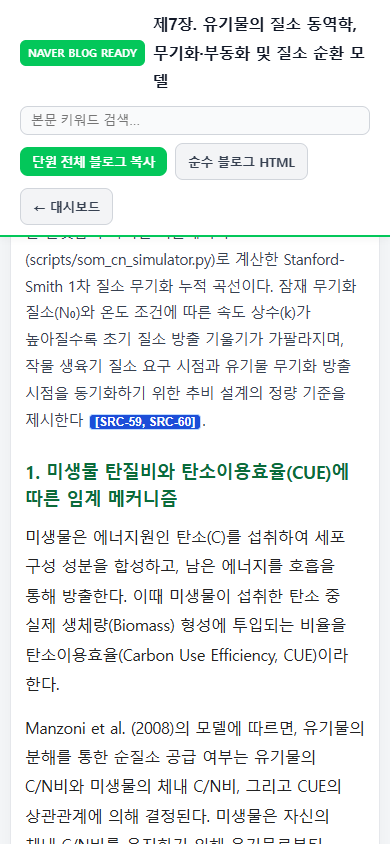 NAVER BLOG READY
제7장. 유기물의 질소 동역학,
무기화·부동화 및 질소 순환 모
델
본문 키워드 검색...
단원 전체 블로그 복사
순수 블로그 HTML
← 대시보드
(scripts/som_cn_simulator.py)로 계산한 Stanford-
Smith 1차 질소 무기화 누적 곡선이다. 잠재 무기화
질소(N₀)와 온도 조건에 따른 속도 상수(k)가
높아질수록 초기 질소 방출 기울기가 가팔라지며,
작물 생육기 질소 요구 시점과 유기물 무기화 방출
시점을 동기화하기 위한 추비 설계의 정량 기준을
제시한다 [SRC-59, SRC-60].
1. 미생물 탄질비와 탄소이용효율(CUE)에
따른 임계 메커니즘
미생물은 에너지원인 탄소(C)를 섭취하여 세포
구성 성분을 합성하고, 남은 에너지를 호흡을
통해 방출한다. 이때 미생물이 섭취한 탄소 중
실제 생체량(Biomass) 형성에 투입되는 비율을
탄소이용효율(Carbon Use Efficiency, CUE)이라
한다.
Manzoni et al. (2008)의 모델에 따르면, 유기물의
분해를 통한 순질소 공급 여부는 유기물의
C/N비와 미생물의 체내 C/N비, 그리고 CUE의
상관관계에 의해 결정된다. 미생물은 자신의
체내 C/N비를 유지하기 위해 유기물로부터